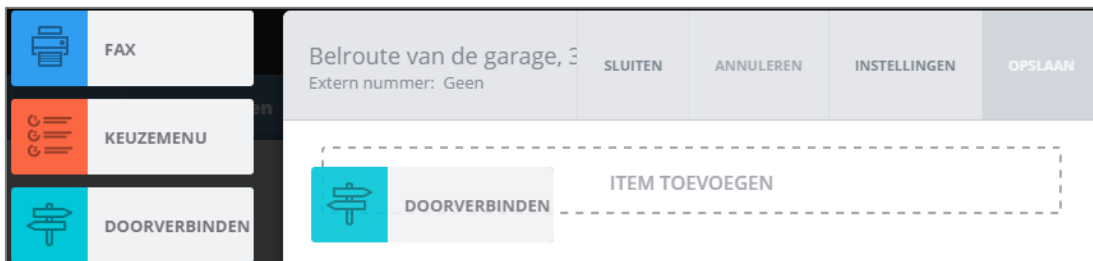 FAX
KEUZEMENU
DOORVERBINDEN
Belroute van de garage,
Extern nummer: Geen
SLUITEN
ANNULEREN
INSTELLINGEN
OPSLAAN
ITEM TOEVOEGEN
DOORVERBINDEN